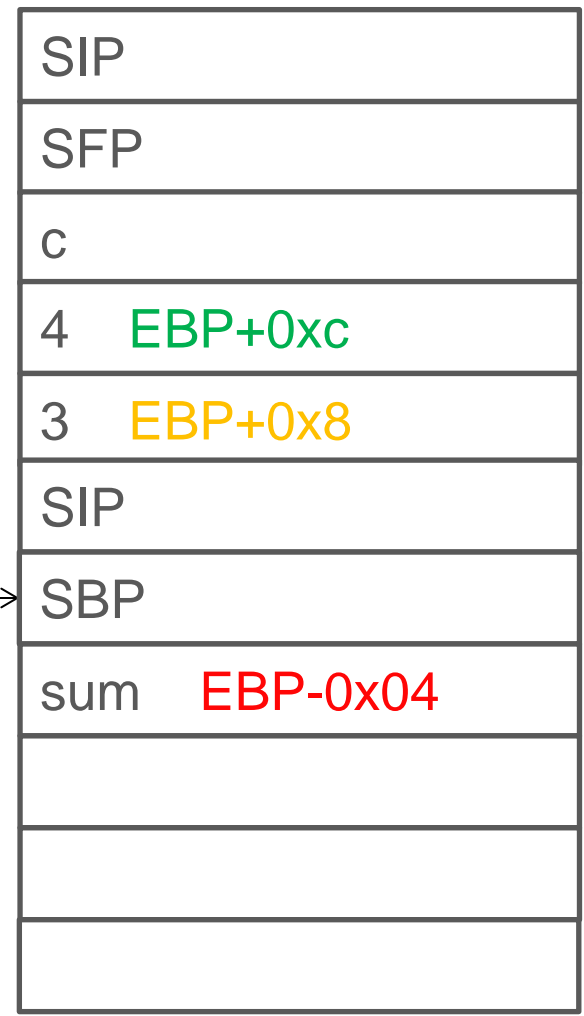 SIP
SFP
c
4 EBP+0xc
3 EBP+0x8
SIP
SBP
sum EBP-0x04